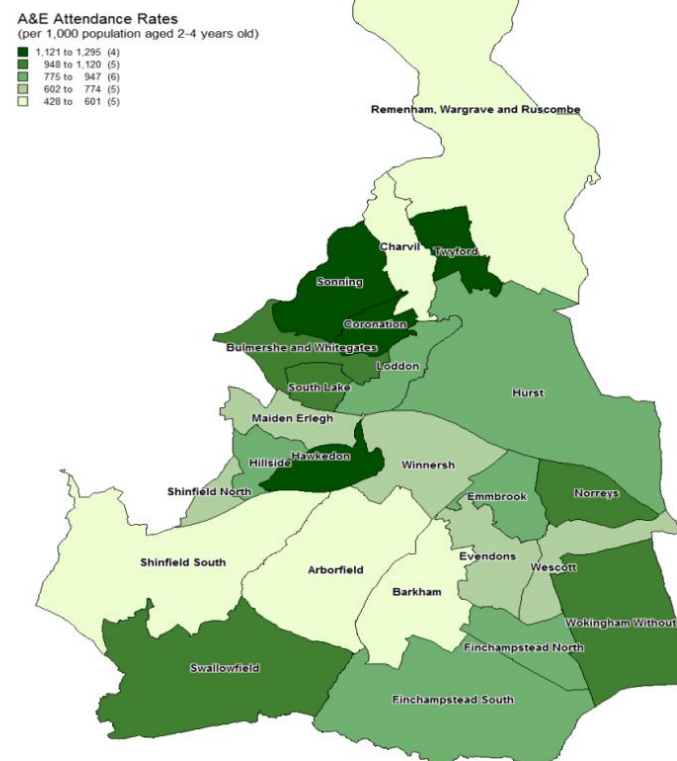 A&E Attendance Rates
(per 1,000 population aged 2-4 years old)
1,121 to 1,295 (4)
948 to 1,120 (5)
775 to 947 (6)
602 to 774 (5)
428 to 601 (5)
Remenham, Wargrave and Ruscombe
Charvil
Twyford
Sonning
Coronation
Bulmershe and Whitegates
Loddon
South Lake
Hurst
Maiden Erlegh
Hawkedon
Hillside
Winnersh
Shinfield North
Emmbrook
Norreys
Evendons
Shinfield South
Wescott
Arborfield
Barkham
Wokingham Without
Finchampstead North
Swallowfield
Finchampstead South